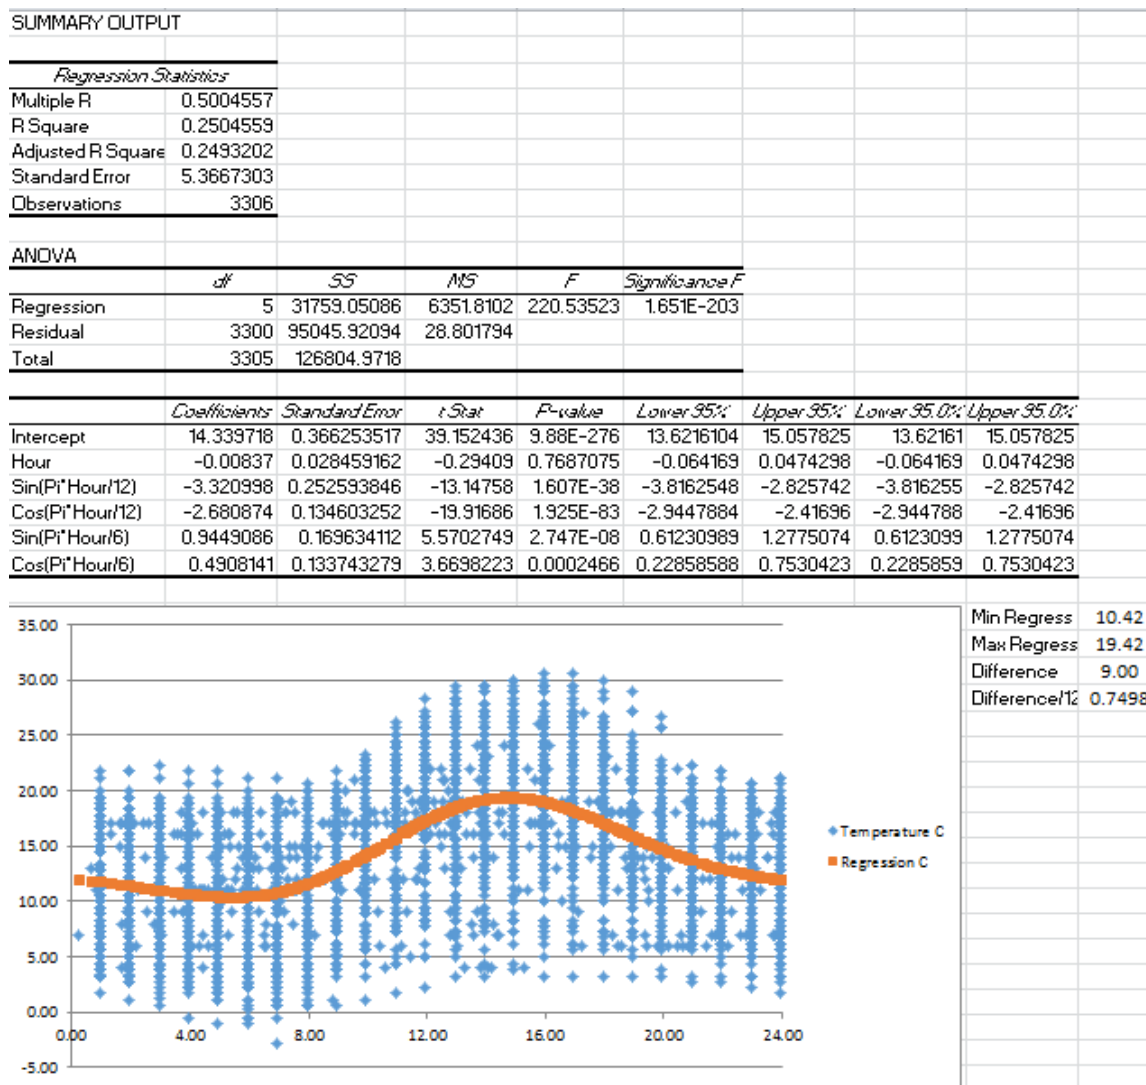 SUMMARY OUTPUT
Regression Statistics
Multiple R 0.5004557
R Square 0.2504559
Adjusted R Square 0.2493202
Standard Error 5.3667303
Observations 3306
ANOVA
df SS MS F Significance F
Regression 5 31759.05086 6351.8102 220.53523 1.651E-203
Residual 3300 95045.92094 28.801794
Total 3305 126804.9718
Coefficients Standard Error t Stat P-value Lower 95% Upper 95% Lower 95.0% Upper 95.0%
Intercept 14.339718 0.366253517 39.152436 9.88E-276 13.6216104 15.057825 13.62161 15.057825
Hour -0.00837 0.028459162 -0.29409 0.7687075 -0.064169 0.0474298 -0.064169 0.0474298
Sin(Pi*Hour/12) -3.320998 0.252593846 -13.14758 1.607E-38 -3.8162548 -2.825742 -3.816255 -2.825742
Cos(Pi*Hour/12) -2.680874 0.134603252 -19.91686 1.925E-83 -2.9447884 -2.41696 -2.944788 -2.41696
Sin(Pi*Hour/6) 0.9449086 0.169634112 5.5702749 2.747E-08 0.61230989 1.2775074 0.6123099 1.2775074
Cos(Pi*Hour/6) 0.4908141 0.133743279 3.6698223 0.0002466 0.22858588 0.7530423 0.2285859 0.7530423
Min Regress 10.42
Max Regress 19.42
Difference 9.00
Difference/12 0.7498
35.00
30.00
25.00
20.00
15.00
10.00
5.00
0.00
-5.00
0.00 4.00 8.00 12.00 16.00 20.00 24.00
Temperature C
Regression C